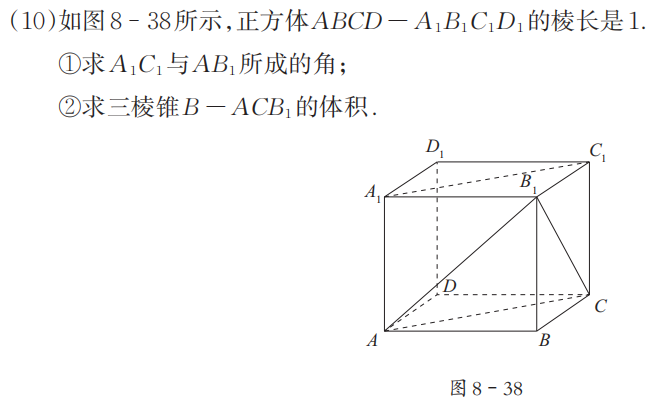 (10)如图8-38所示,正方体ABCD-A₁B₁C₁D₁的棱长是1.
①求A₁C₁与AB₁所成的角;
②求三棱锥B-ACB₁的体积.
D₁
C₁
A₁
B₁
D
C
A
B
图8-38